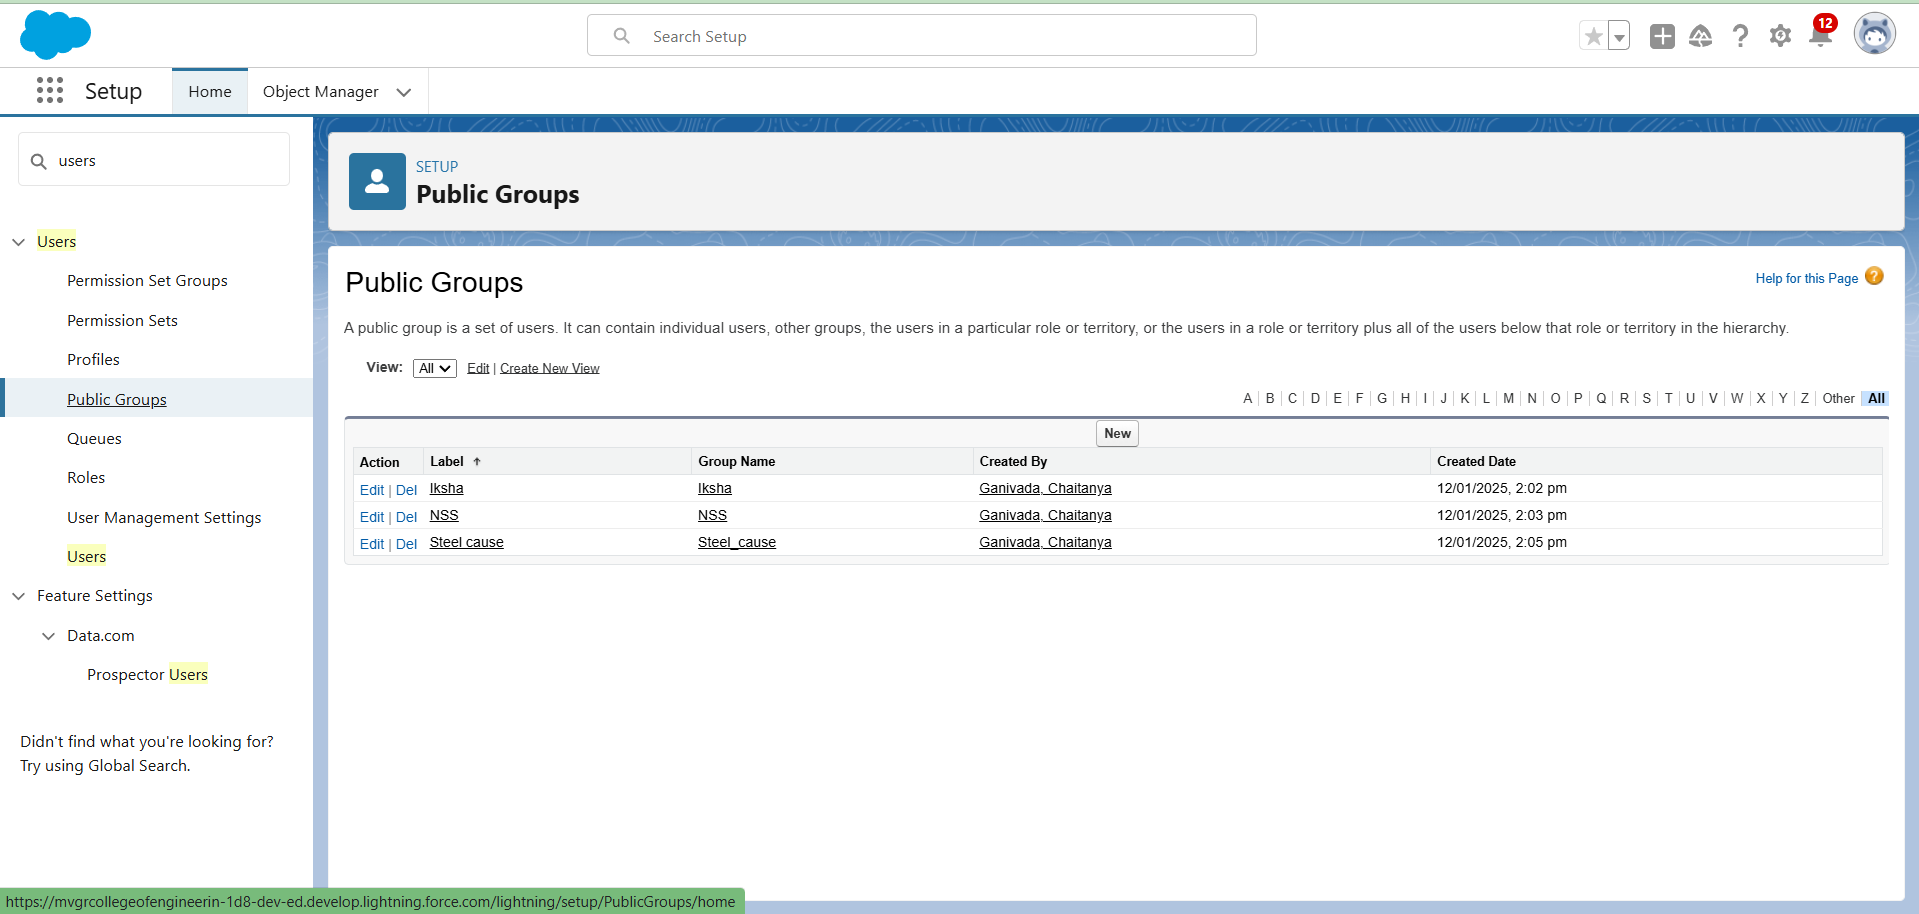 Search Setup
12
Setup
Home
Object Manager
users
Users
Permission Set Groups
Permission Sets
Profiles
Public Groups
Queues
Roles
User Management Settings
Users
Feature Settings
Data.com
Prospector Users
Didn't find what you're looking for?
Try using Global Search.
SETUP
Public Groups
Public Groups
Help for this Page ?
A public group is a set of users. It can contain individual users, other groups, the users in a particular role or territory, or the users in a role or territory plus all of the users below that role or territory in the hierarchy.
View: All Edit | Create New View
A | B | C | D | E | F | G | H | I | J | K | L | M | N | O | P | Q | R | S | T | U | V | W | X | Y | Z | Other | All
New
Action Label Group Name Created By Created Date
Edit | Del Iksha Iksha Ganivada, Chaitanya 12/01/2025, 2:02 pm
Edit | Del NSS NSS Ganivada, Chaitanya 12/01/2025, 2:03 pm
Edit | Del Steel cause Steel_cause Ganivada, Chaitanya 12/01/2025, 2:05 pm
https://mvgrcollegeofengineerin-1d8-dev-ed.develop.lightning.force.com/lightning/setup/PublicGroups/home